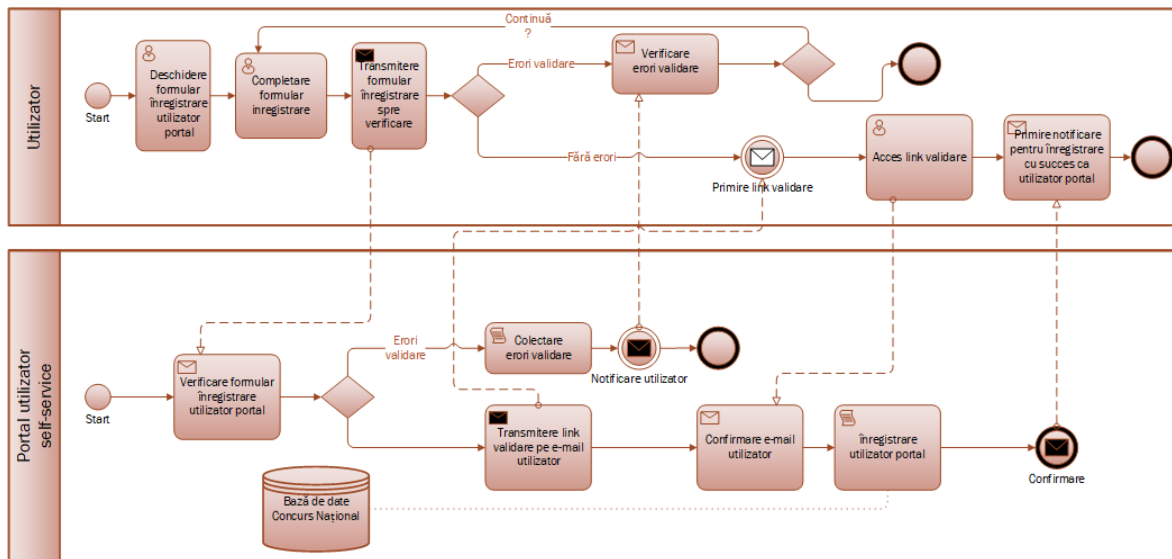 Utilizator
Start
Deschidere
formular
înregistrare
utilizator
portal
Completare
formular
inregistrare
Transmitere
formular
înregistrare
spre
verificare
Continuă
?
Erori validare
Verificare
erori validare
Fără erori
Primire link validare
Acces link validare
Primire notificare
pentru înregistrare
cu succes ca
utilizator portal
Portal utilizator
self-service
Start
Verificare formular
înregistrare
utilizator portal
Erori
validare
Colectare
erori validare
Notificare utilizator
Transmitere link
validare pe e-mail
utilizator
Confirmare e-mail
utilizator
înregistrare
utilizator portal
Confirmare
Bază de date
Concurs Național